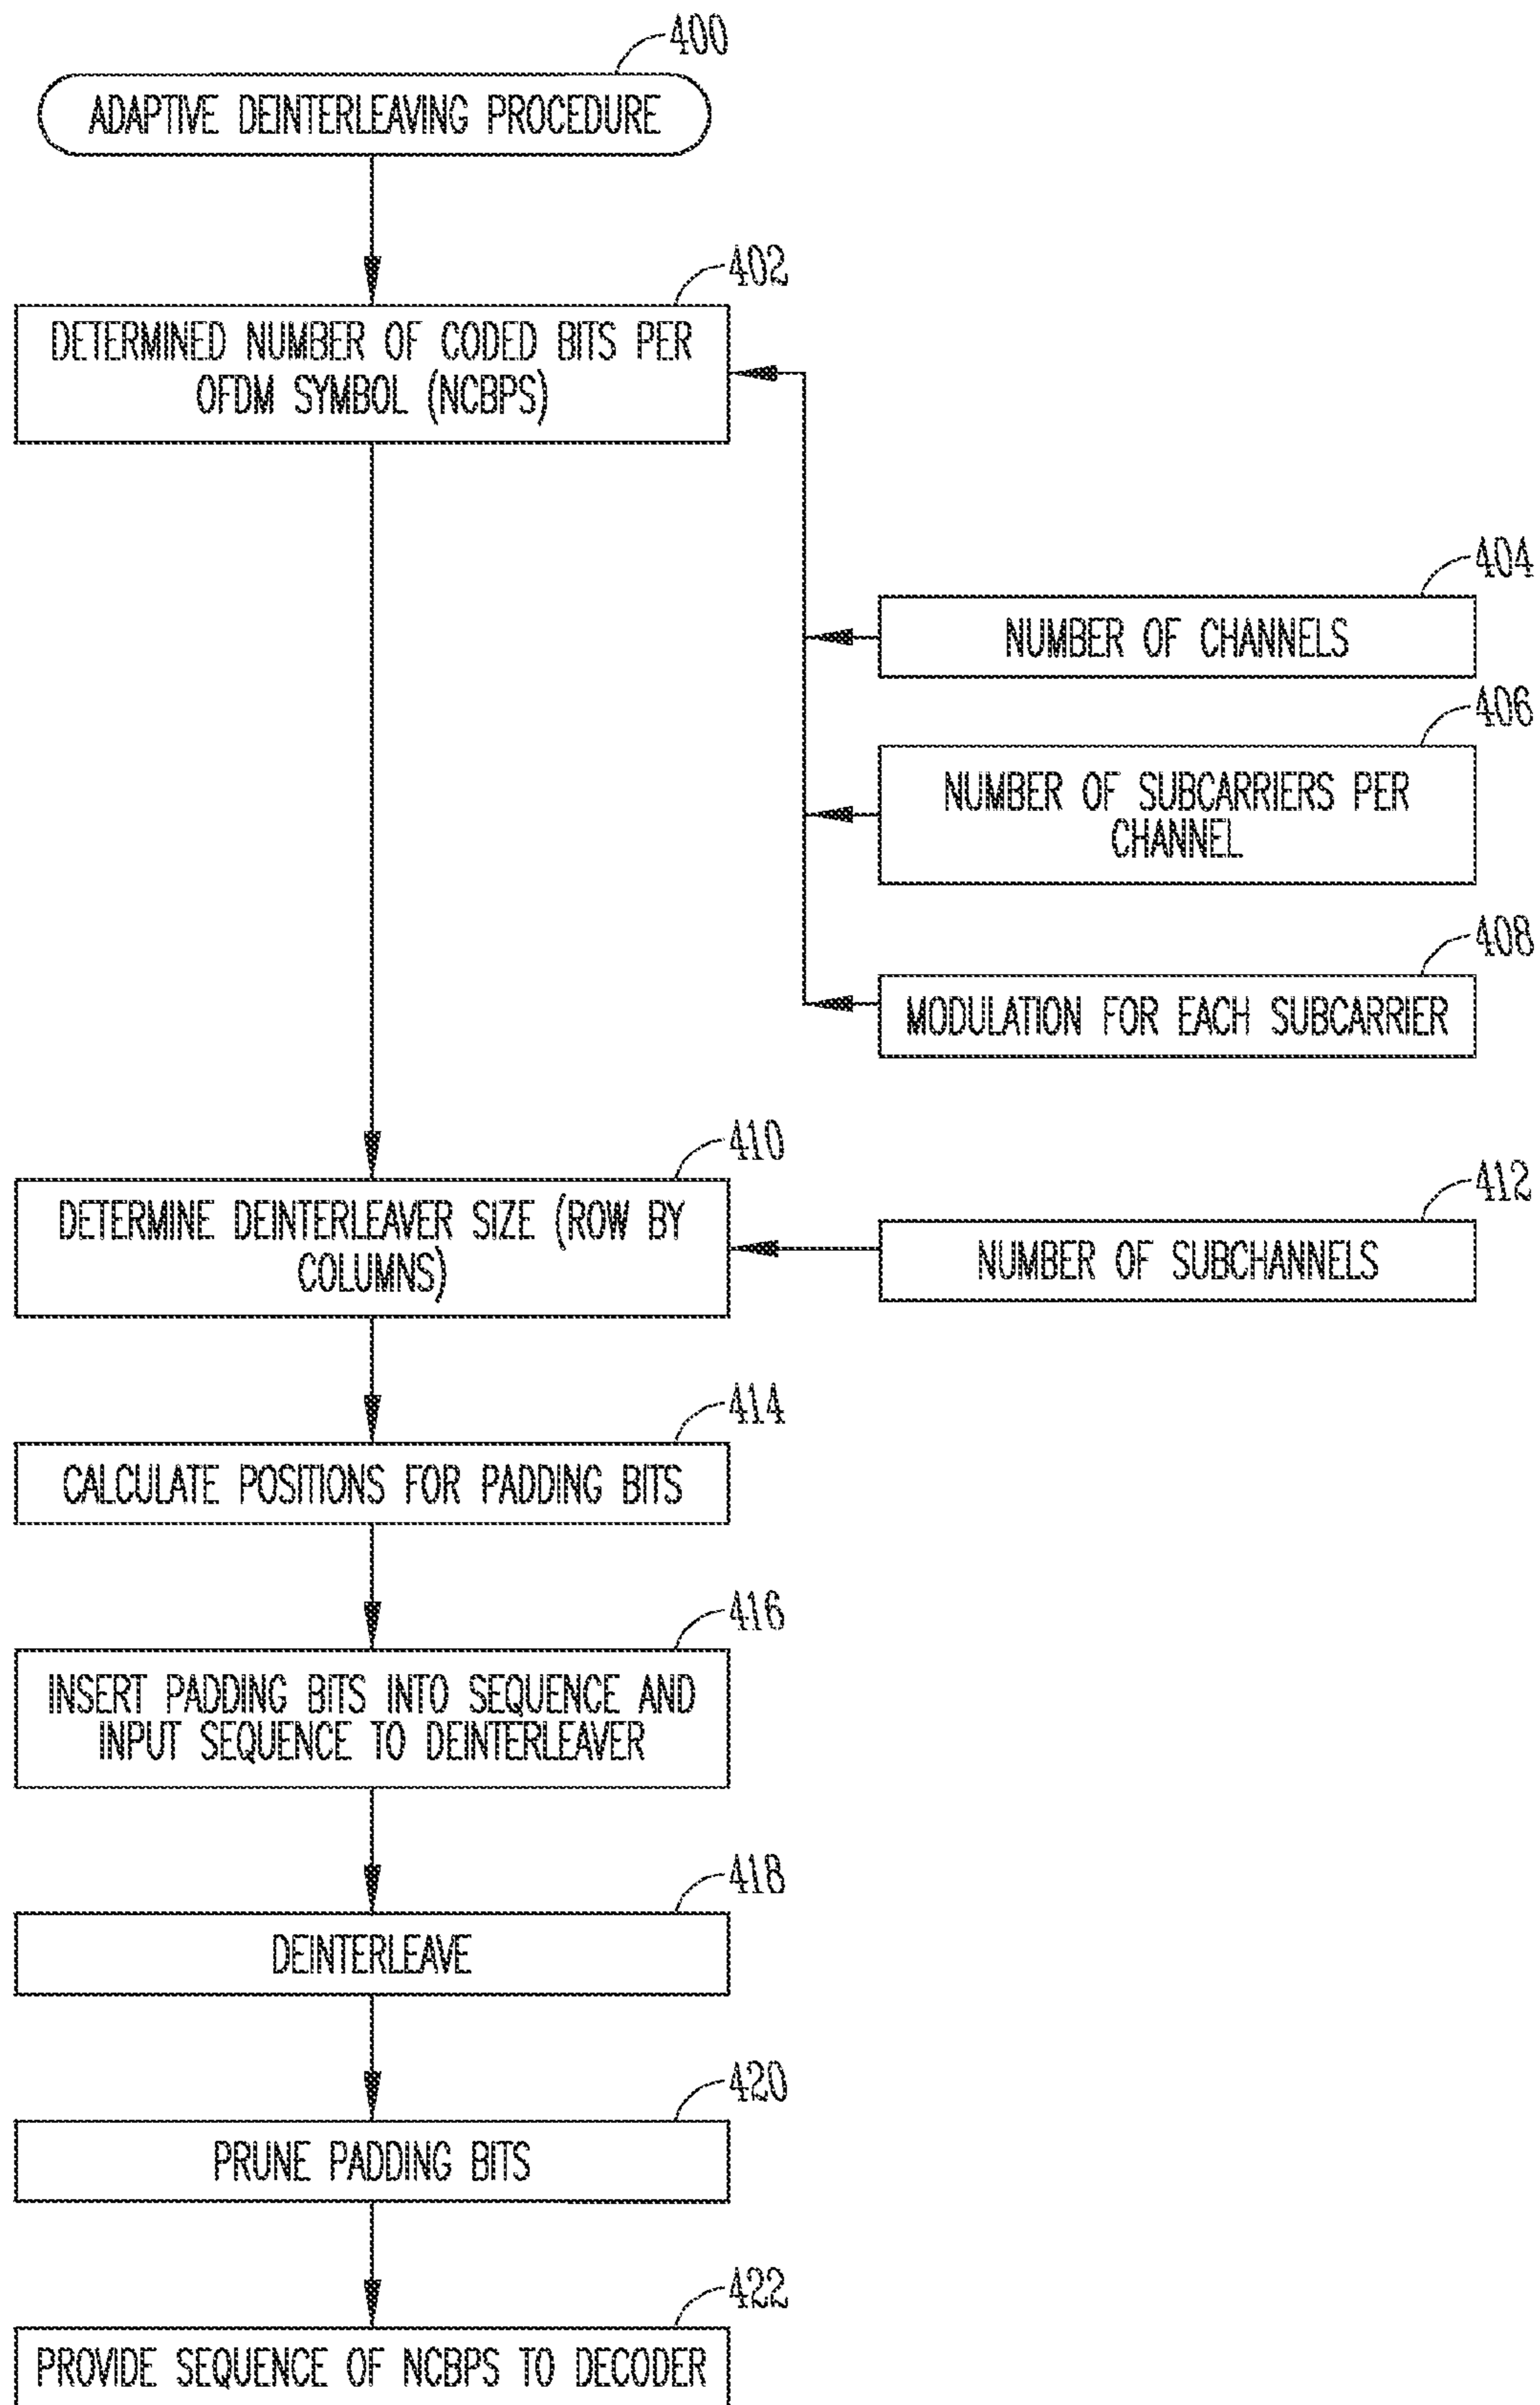 400
ADAPTIVE DEINTERLEAVING PROCEDURE
402
DETERMINED NUMBER OF CODED BITS PER
OFDM SYMBOL (NCBPS)
404
NUMBER OF CHANNELS
406
NUMBER OF SUBCARRIERS PER
CHANNEL
408
MODULATION FOR EACH SUBCARRIER
410
DETERMINE DEINTERLEAVER SIZE (ROW BY
COLUMNS)
412
NUMBER OF SUBCHANNELS
414
CALCULATE POSITIONS FOR PADDING BITS
416
INSERT PADDING BITS INTO SEQUENCE AND
INPUT SEQUENCE TO DEINTERLEAVER
418
DEINTERLEAVE
420
PRUNE PADDING BITS
422
PROVIDE SEQUENCE OF NCBPS TO DECODER